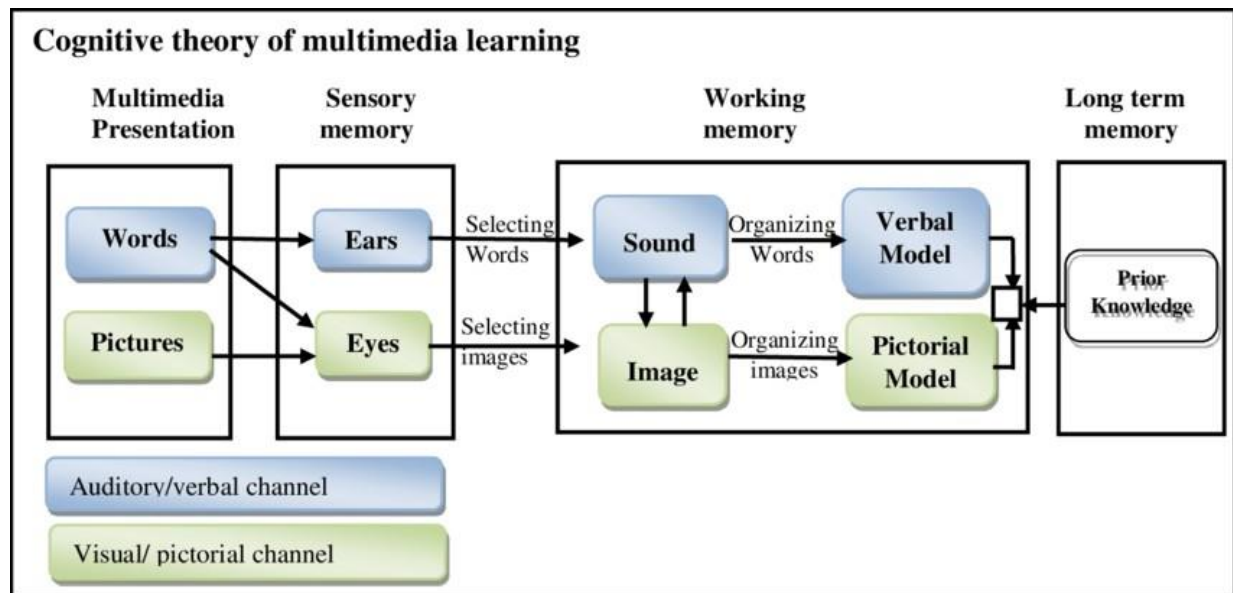 Cognitive theory of multimedia learning
Multimedia
Presentation
Sensory
memory
Working
memory
Long term
memory
Words
Pictures
Ears
Eyes
Selecting
Words
Selecting
images
Sound
Image
Organizing
Words
Organizing
images
Verbal
Model
Pictorial
Model
Prior
Knowledge
Auditory/verbal channel
Visual/ pictorial channel